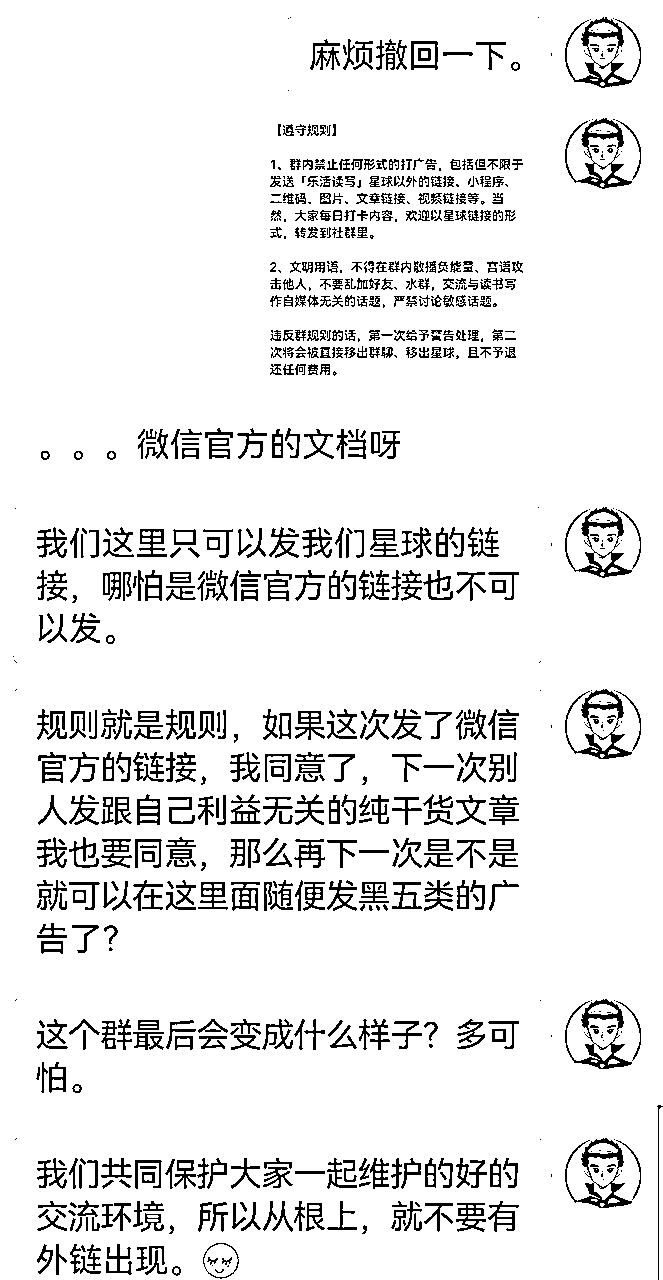 麻烦撤回一下。
【遵守规则】
1、群内禁止任何形式的打广告，包括但不限于
发送「乐活读写」星球以外的链接、小程序、
二维码、图片、文章链接、视频链接等。当
然，大家每日打卡内容，欢迎以星球链接的形
式，转发到社群里。
2、文明用语，不得在群内散播负能量、言语攻
击他人，不要乱加好友、水群，交流与读书写
作自媒体无关的话题，严禁讨论敏感话题。
违反群规则的话，第一次给予警告处理，第二
次将会被直接移出群聊、移出星球，且不予退
还任何费用。
。。。微信官方的文档呀
我们这里只可以发我们星球的链
接，哪怕是微信官方的链接也不可
以发。
规则就是规则，如果这次发了微信
官方的链接，我同意了，下一次别
人发跟自己利益无关的纯干货文章
我也要同意，那么再下一次是不是
就可以在这里面随便发黑五类的广
告了？
这个群最后会变成什么样子？多可
怕。
我们共同保护大家一起维护的好的
交流环境，所以从根上，就不要有
外链出现。